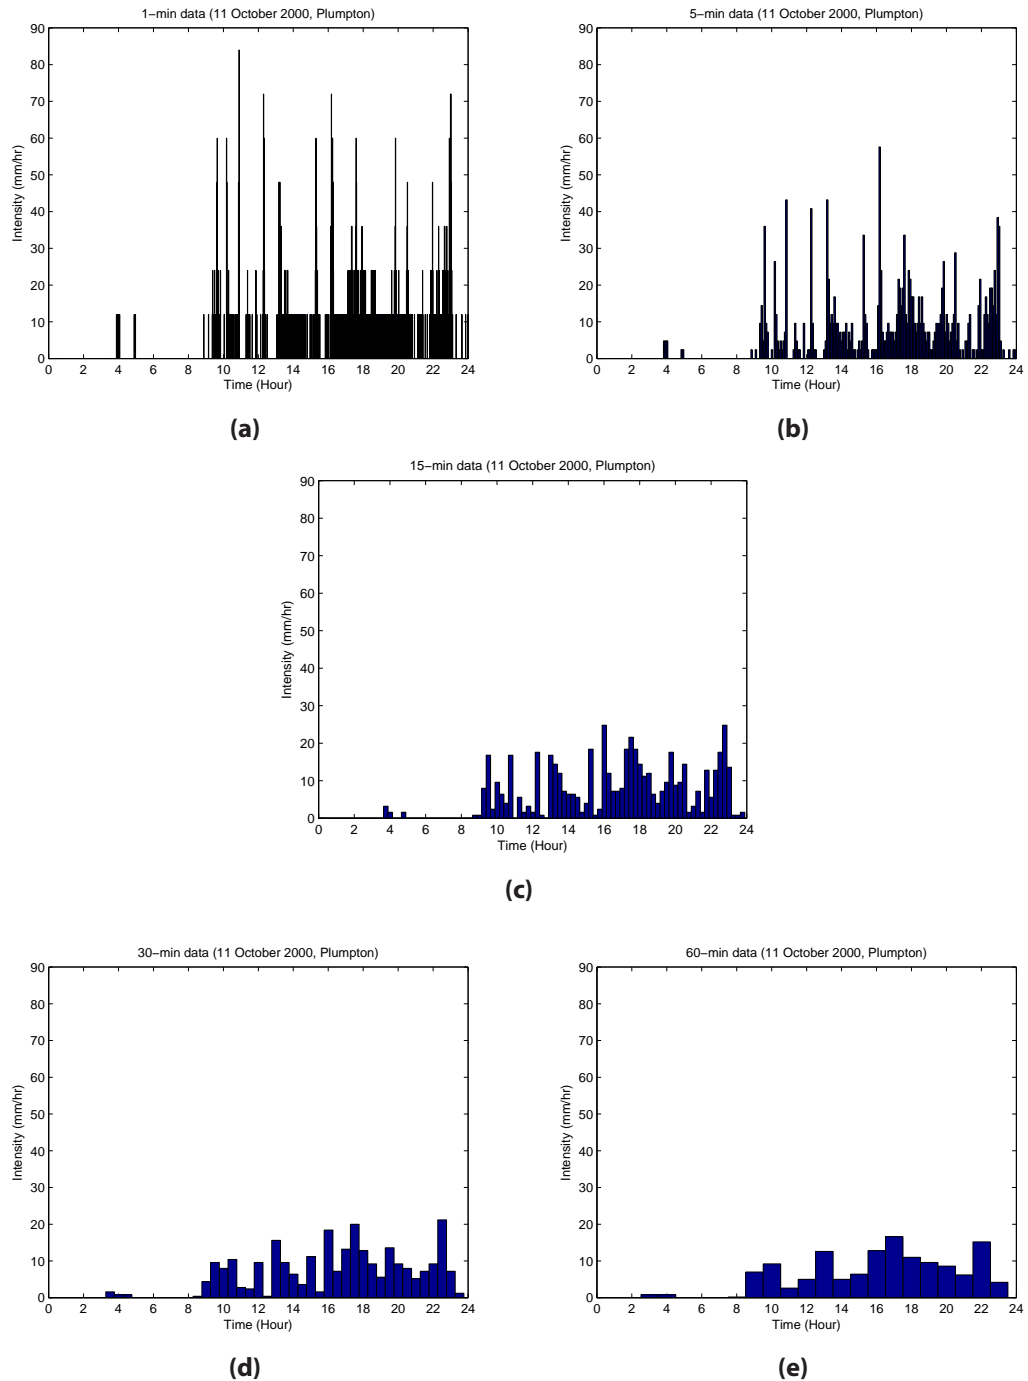 1−min data (11 October 2000, Plumpton)
90
80
70
60
50
40
30
20
10
0
Intensity (mm/hr)
0 2 4 6 8 10 12 14 16 18 20 22 24
Time (Hour)
(a)
5−min data (11 October 2000, Plumpton)
90
80
70
60
50
40
30
20
10
0
Intensity (mm/hr)
0 2 4 6 8 10 12 14 16 18 20 22 24
Time (Hour)
(b)
15−min data (11 October 2000, Plumpton)
90
80
70
60
50
40
30
20
10
0
Intensity (mm/hr)
0 2 4 6 8 10 12 14 16 18 20 22 24
Time (Hour)
(c)
30−min data (11 October 2000, Plumpton)
90
80
70
60
50
40
30
20
10
0
Intensity (mm/hr)
0 2 4 6 8 10 12 14 16 18 20 22 24
Time (Hour)
(d)
60−min data (11 October 2000, Plumpton)
90
80
70
60
50
40
30
20
10
0
Intensity (mm/hr)
0 2 4 6 8 10 12 14 16 18 20 22 24
Time (Hour)
(e)